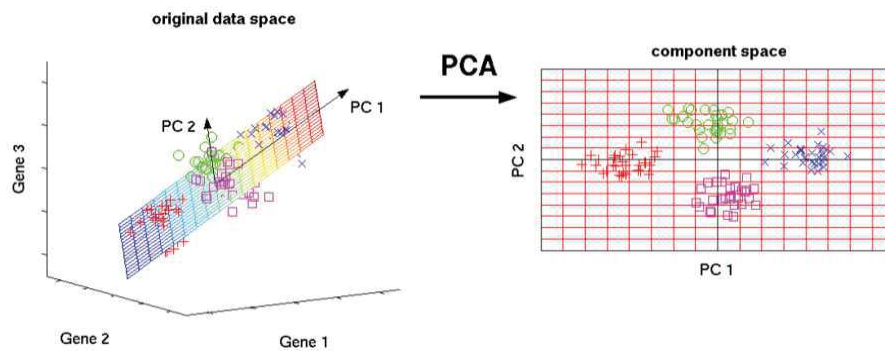 original data space
PC 2
PC 1
Gene 3
Gene 2
Gene 1
PCA
component space
PC 2
PC 1